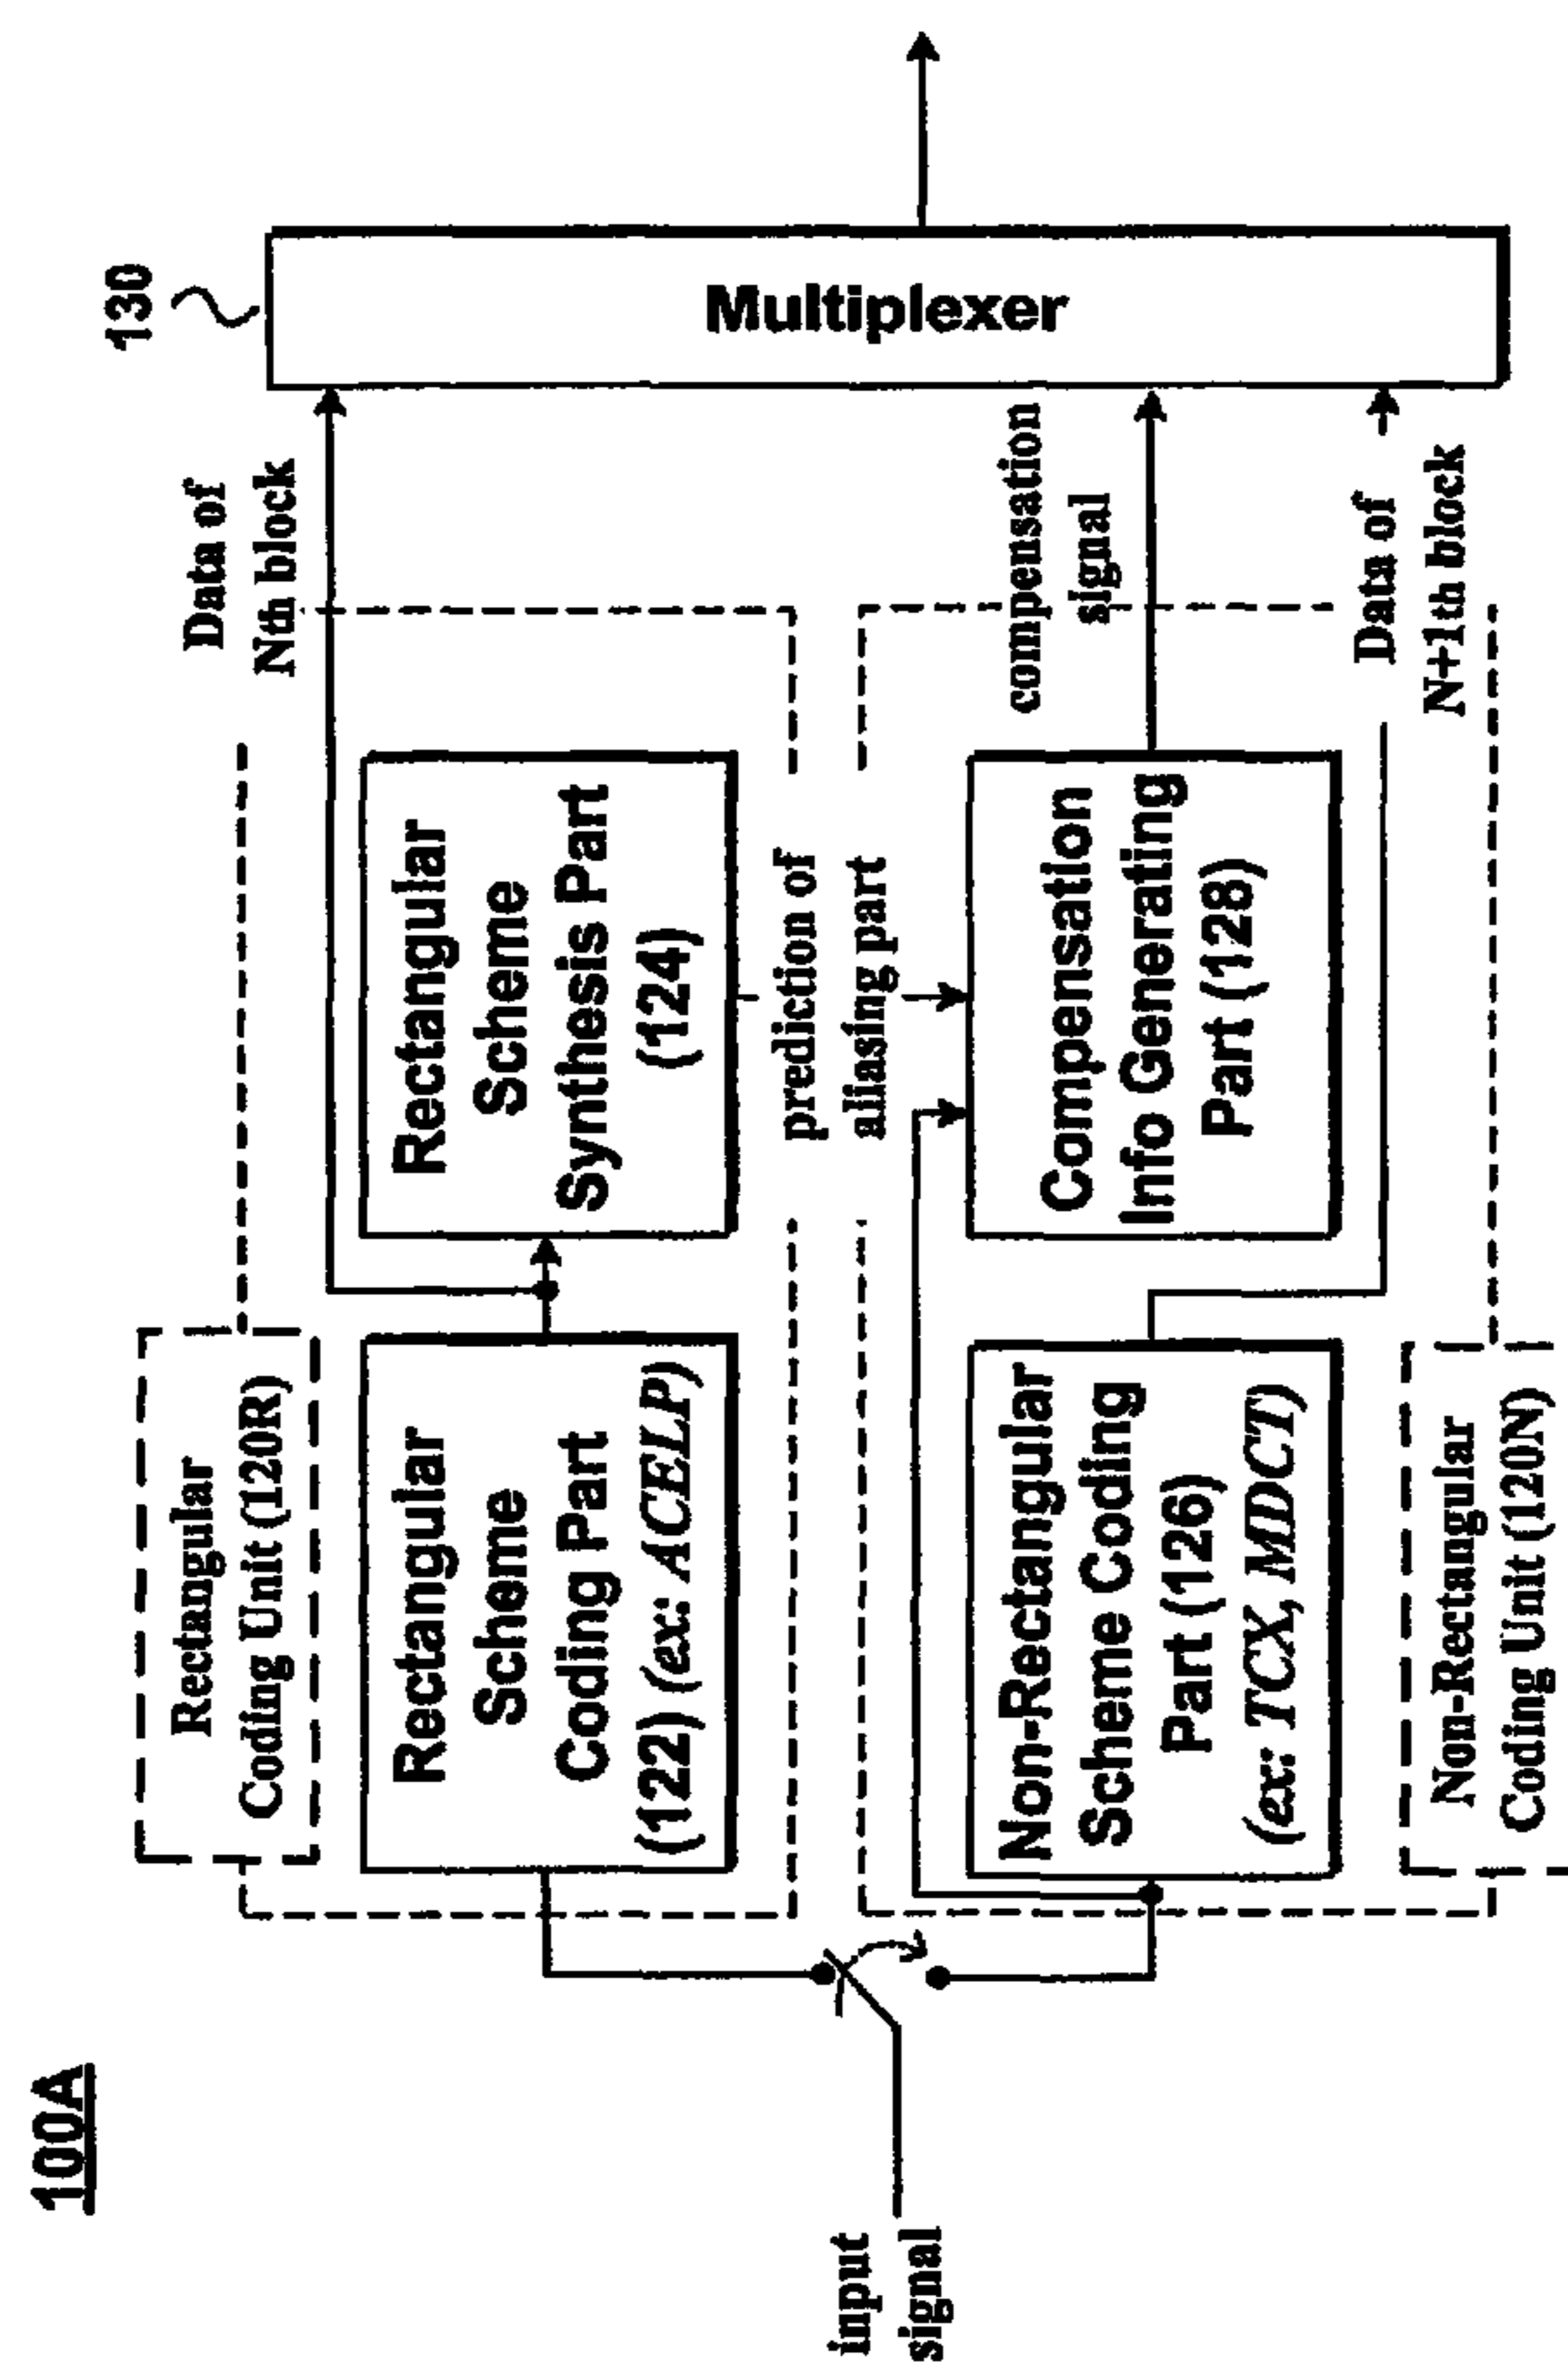 100A
Rectangular
Coding Unit (120R)
Rectangular
Scheme
Coding Part
(122) (ex: ACELP)
Rectangular
Scheme
Synthesis Part
(124)
Data of
Nth block
130
Multiplexer
input
signal
prediction of
aliasing part
Non-Rectangular
Scheme Coding
Part (126)
(ex: TCX, MDCT)
Compensation
Info Generating
Part (128)
compensation
signal
Data of
N+1th block
Non-Rectangular
Coding Unit (120N)